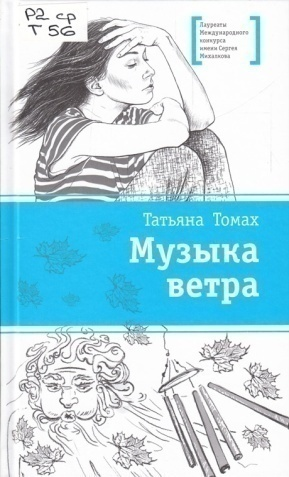 Р2 ср
Т 56
Лауреаты
Международного
конкурса
имени Сергея
Михалкова
Татьяна Томах
Музыка
ветра